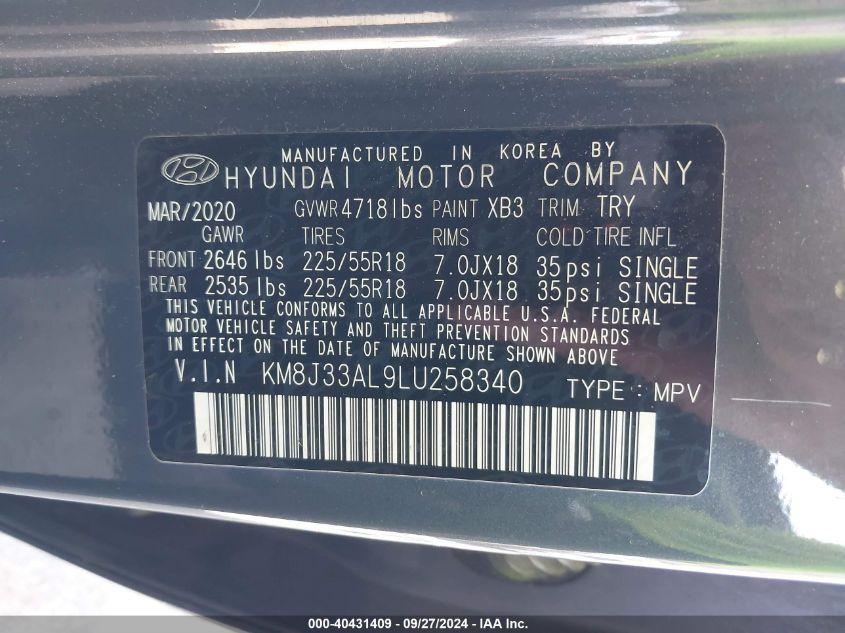 MANUFACTURED IN KOREA BY
HYUNDAI MOTOR COMPANY
MAR/2020 GVWR 4718 lbs PAINT XB3 TRIM TRY
GAWR TIRES RIMS COLD TIRE INFL
FRONT 2646 lbs 225/55R18 7.0JX18 35psi SINGLE
REAR 2535 lbs 225/55R18 7.0JX18 35psi SINGLE
THIS VEHICLE CONFORMS TO ALL APPLICABLE U.S.A. FEDERAL
MOTOR VEHICLE SAFETY AND THEFT PREVENTION STANDARDS
IN EFFECT ON THE DATE OF MANUFACTURE SHOWN ABOVE
V.I.N KM8J33AL9LU258340 TYPE : MPV
000-40431409 - 09/27/2024 - IAA Inc.